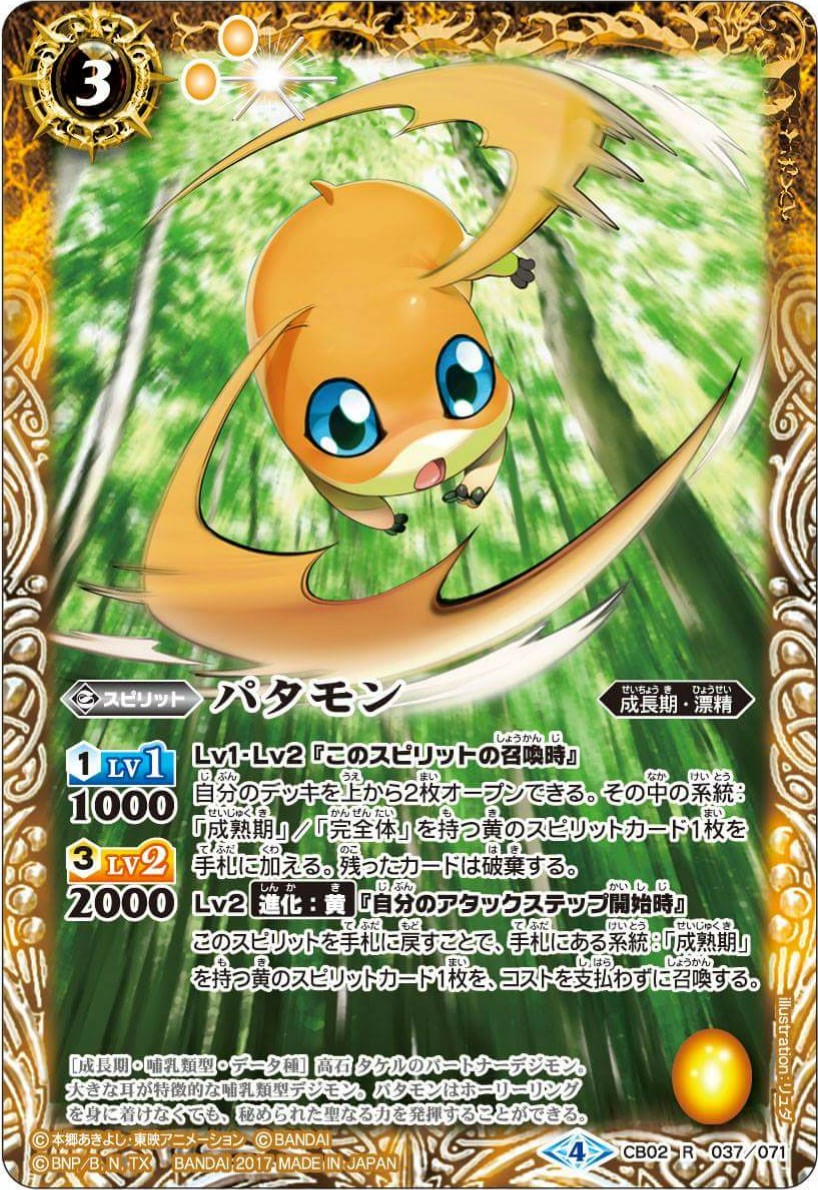 3
スピリット パタモン 成長期・漂精
1 LV1
1000
Lv1・Lv2『このスピリットの召喚時』
自分のデッキを上から2枚オープンできる。その中の系統：
「成熟期」／「完全体」を持つ黄のスピリットカード1枚を
手札に加える。残ったカードは破棄する。
3 LV2
2000
Lv2 進化：黄『自分のアタックステップ開始時』
このスピリットを手札に戻すことで、手札にある系統：「成熟期」
を持つ黄のスピリットカード1枚を、コストを支払わずに召喚する。
［成長期・哺乳類型・データ種］高石 タケルのパートナーデジモン。
大きな耳が特徴的な哺乳類型デジモン。パタモンはホーリーリング
を身に着けなくても、秘められた聖なる力を発揮することができる。
illustration：リュダ
©本郷あきよし・東映アニメーション ©BANDAI
©BNP/B, N, TX BANDAI 2017 MADE IN JAPAN
4 CB02 R 037/071